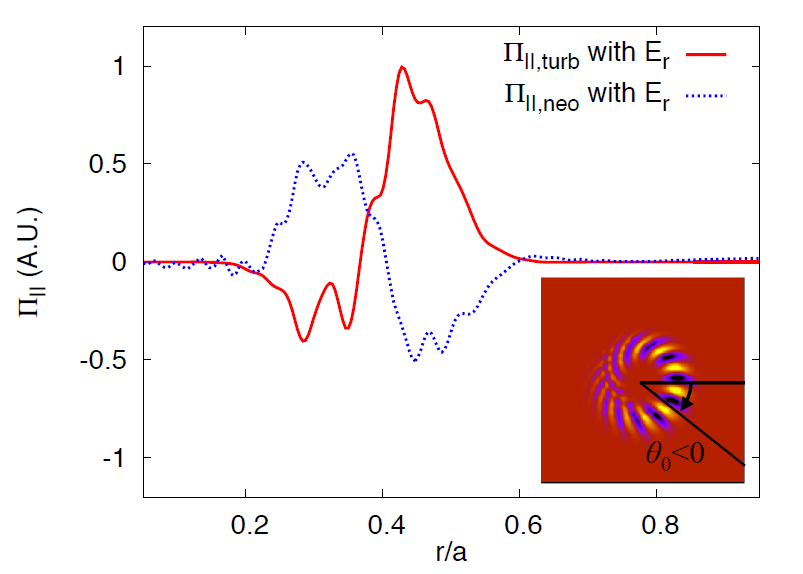 Π||,turb with Er
Π||,neo with Er
1
0.5
0
-0.5
-1
Π|| (A.U.)
θ0<0
0.2 0.4 0.6 0.8
r/a